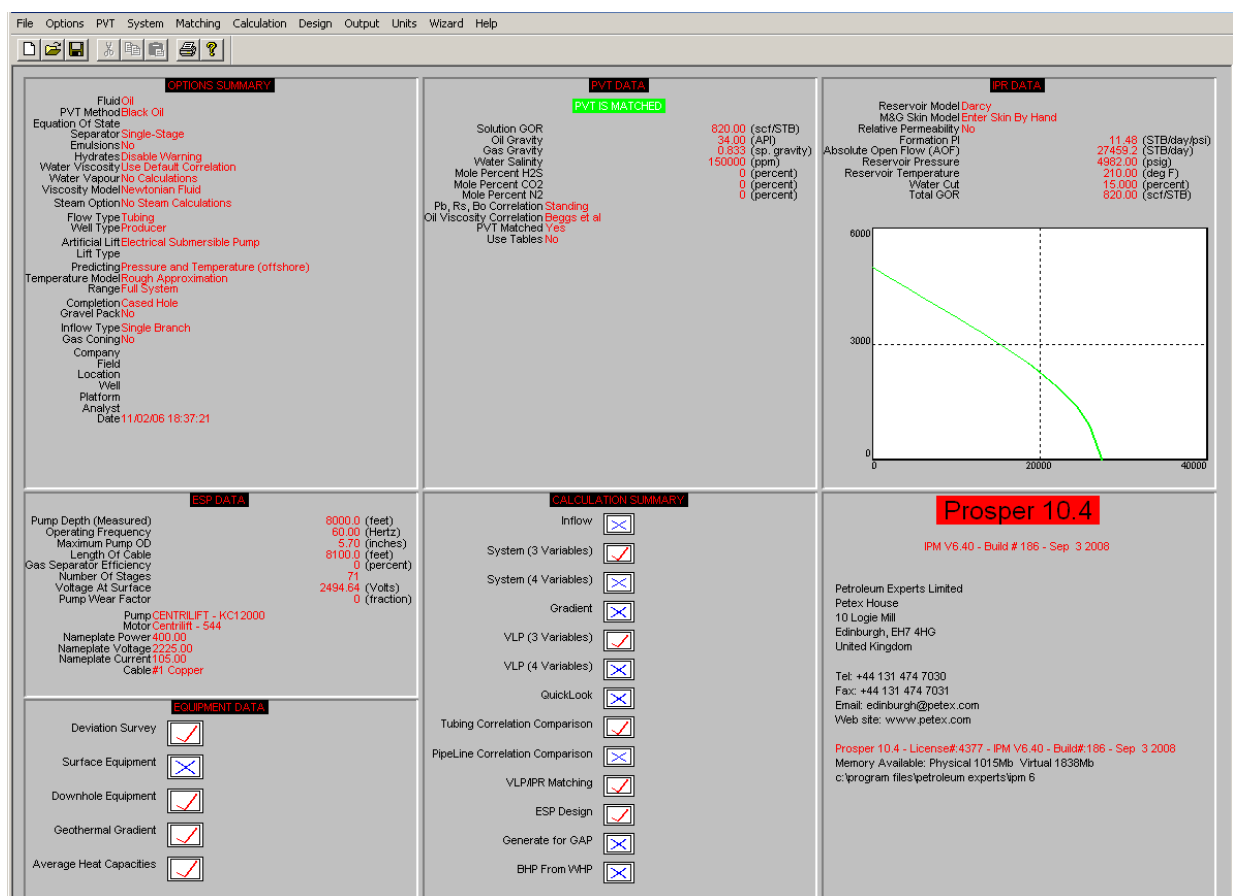 File Options PVT System Matching Calculation Design Output Units Wizard Help
OPTIONS SUMMARY
Fluid Oil
PVT Method Black Oil
Equation Of State
Separator Single-Stage
Emulsions No
Hydrates Disable Warning
Water Viscosity Use Default Correlation
Water Vapour No Calculations
Viscosity Model Newtonian Fluid
Steam Option No Steam Calculations
Flow Type Tubing
Well Type Producer
Artificial Lift Electrical Submersible Pump
Lift Type
Predicting Pressure and Temperature (offshore)
Temperature Model Rough Approximation
Range Full System
Completion Cased Hole
Gravel Pack No
Inflow Type Single Branch
Gas Coning No
Company
Field
Location
Well
Platform
Analyst
Date 11/02/06 18:37:21
PVT DATA
PVT IS MATCHED
Solution GOR 820.00 (scf/STB)
Oil Gravity 34.00 (API)
Gas Gravity 0.833 (sp. gravity)
Water Salinity 150000 (ppm)
Mole Percent H2S 0 (percent)
Mole Percent CO2 0 (percent)
Mole Percent N2 0 (percent)
Pb, Rs, Bo Correlation Standing
Oil Viscosity Correlation Beggs et al
PVT Matched Yes
Use Tables No
IPR DATA
Reservoir Model Darcy
M&G Skin Model Enter Skin By Hand
Relative Permeability No
Formation PI 11.48 (STB/day/psi)
Absolute Open Flow (AOF) 27459.2 (STB/day)
Reservoir Pressure 4982.00 (psig)
Reservoir Temperature 210.00 (deg F)
Water Cut 15.000 (percent)
Total GOR 820.00 (scf/STB)
6000
3000
0
0 20000 40000
ESP DATA
Pump Depth (Measured) 8000.0 (feet)
Operating Frequency 60.00 (Hertz)
Maximum Pump OD 5.70 (inches)
Length Of Cable 8100.0 (feet)
Gas Separator Efficiency 0 (percent)
Number Of Stages 71
Voltage At Surface 2494.64 (Volts)
Pump Wear Factor 0 (fraction)
Pump CENTRILIFT - KC12000
Motor Centrilift - 544
Nameplate Power 400.00
Nameplate Voltage 2225.00
Nameplate Current 105.00
Cable #1 Copper
EQUIPMENT DATA
Deviation Survey
Surface Equipment
Downhole Equipment
Geothermal Gradient
Average Heat Capacities
CALCULATION SUMMARY
Inflow
System (3 Variables)
System (4 Variables)
Gradient
VLP (3 Variables)
VLP (4 Variables)
QuickLook
Tubing Correlation Comparison
PipeLine Correlation Comparison
VLP/IPR Matching
ESP Design
Generate for GAP
BHP From WHP
Prosper 10.4
IPM V6.40 - Build # 186 - Sep 3 2008
Petroleum Experts Limited
Petex House
10 Logie Mill
Edinburgh, EH7 4HG
United Kingdom
Tel: +44 131 474 7030
Fax: +44 131 474 7031
Email: edinburgh@petex.com
Web site: www.petex.com
Prosper 10.4 - License#:4377 - IPM V6.40 - Build#:186 - Sep 3 2008
Memory Available: Physical 1015Mb Virtual 1838Mb
c:\program files\petroleum experts\ipm 6